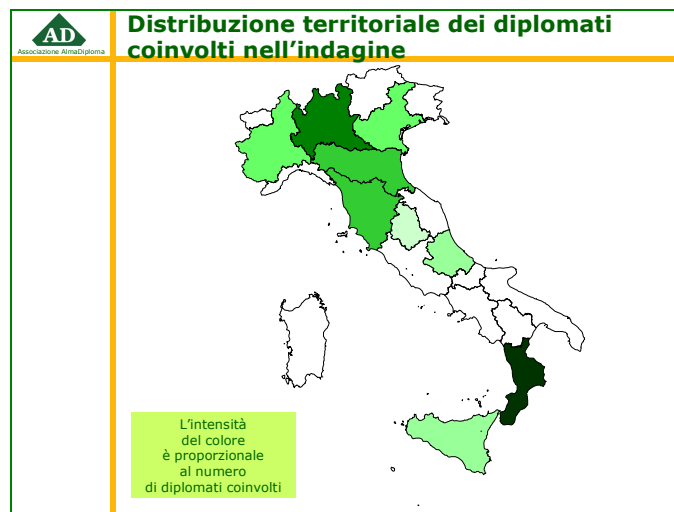 AD
Associazione AlmaDiploma
Distribuzione territoriale dei diplomati
coinvolti nell'indagine
L'intensità
del colore
è proporzionale
al numero
di diplomati coinvolti